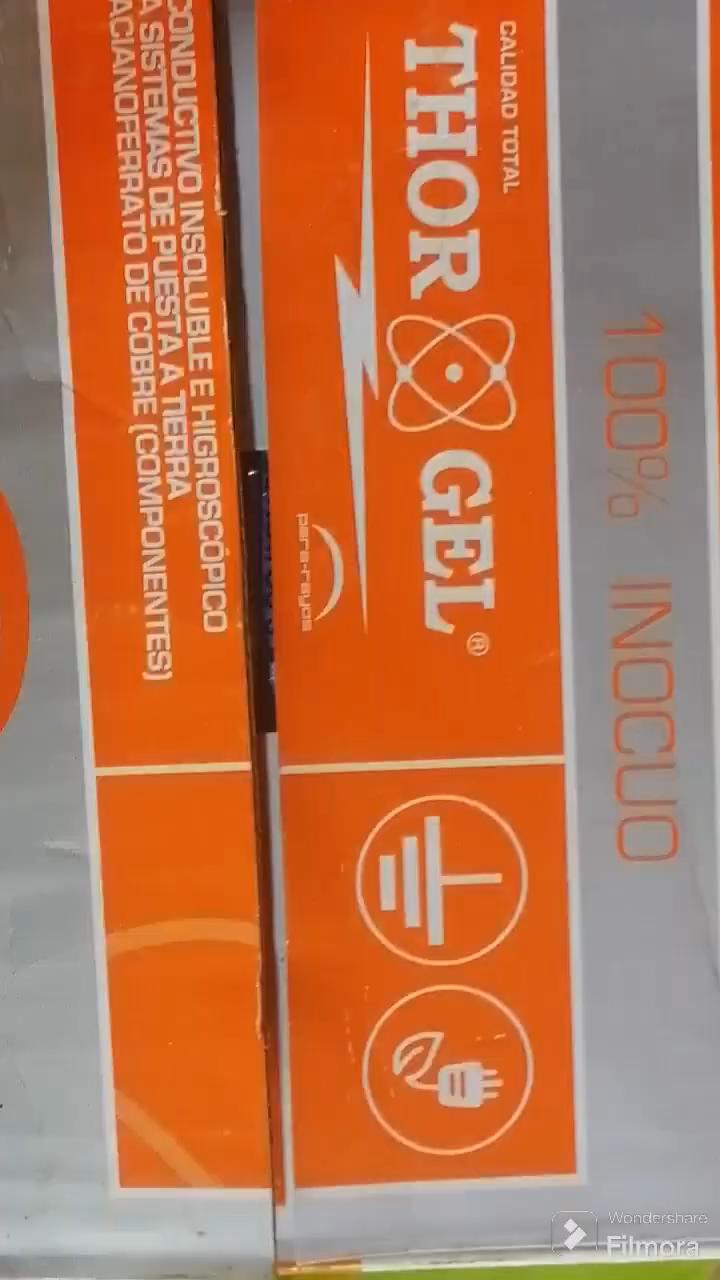 100% INOCUO
CALIDAD TOTAL
THOR GEL®
para-rayos
CONDUCTIVO INSOLUBLE E HIGROSCÓPICO
A SISTEMAS DE PUESTA A TIERRA
ACIANOFERRATO DE COBRE (COMPONENTES)
Wondershare
Filmora